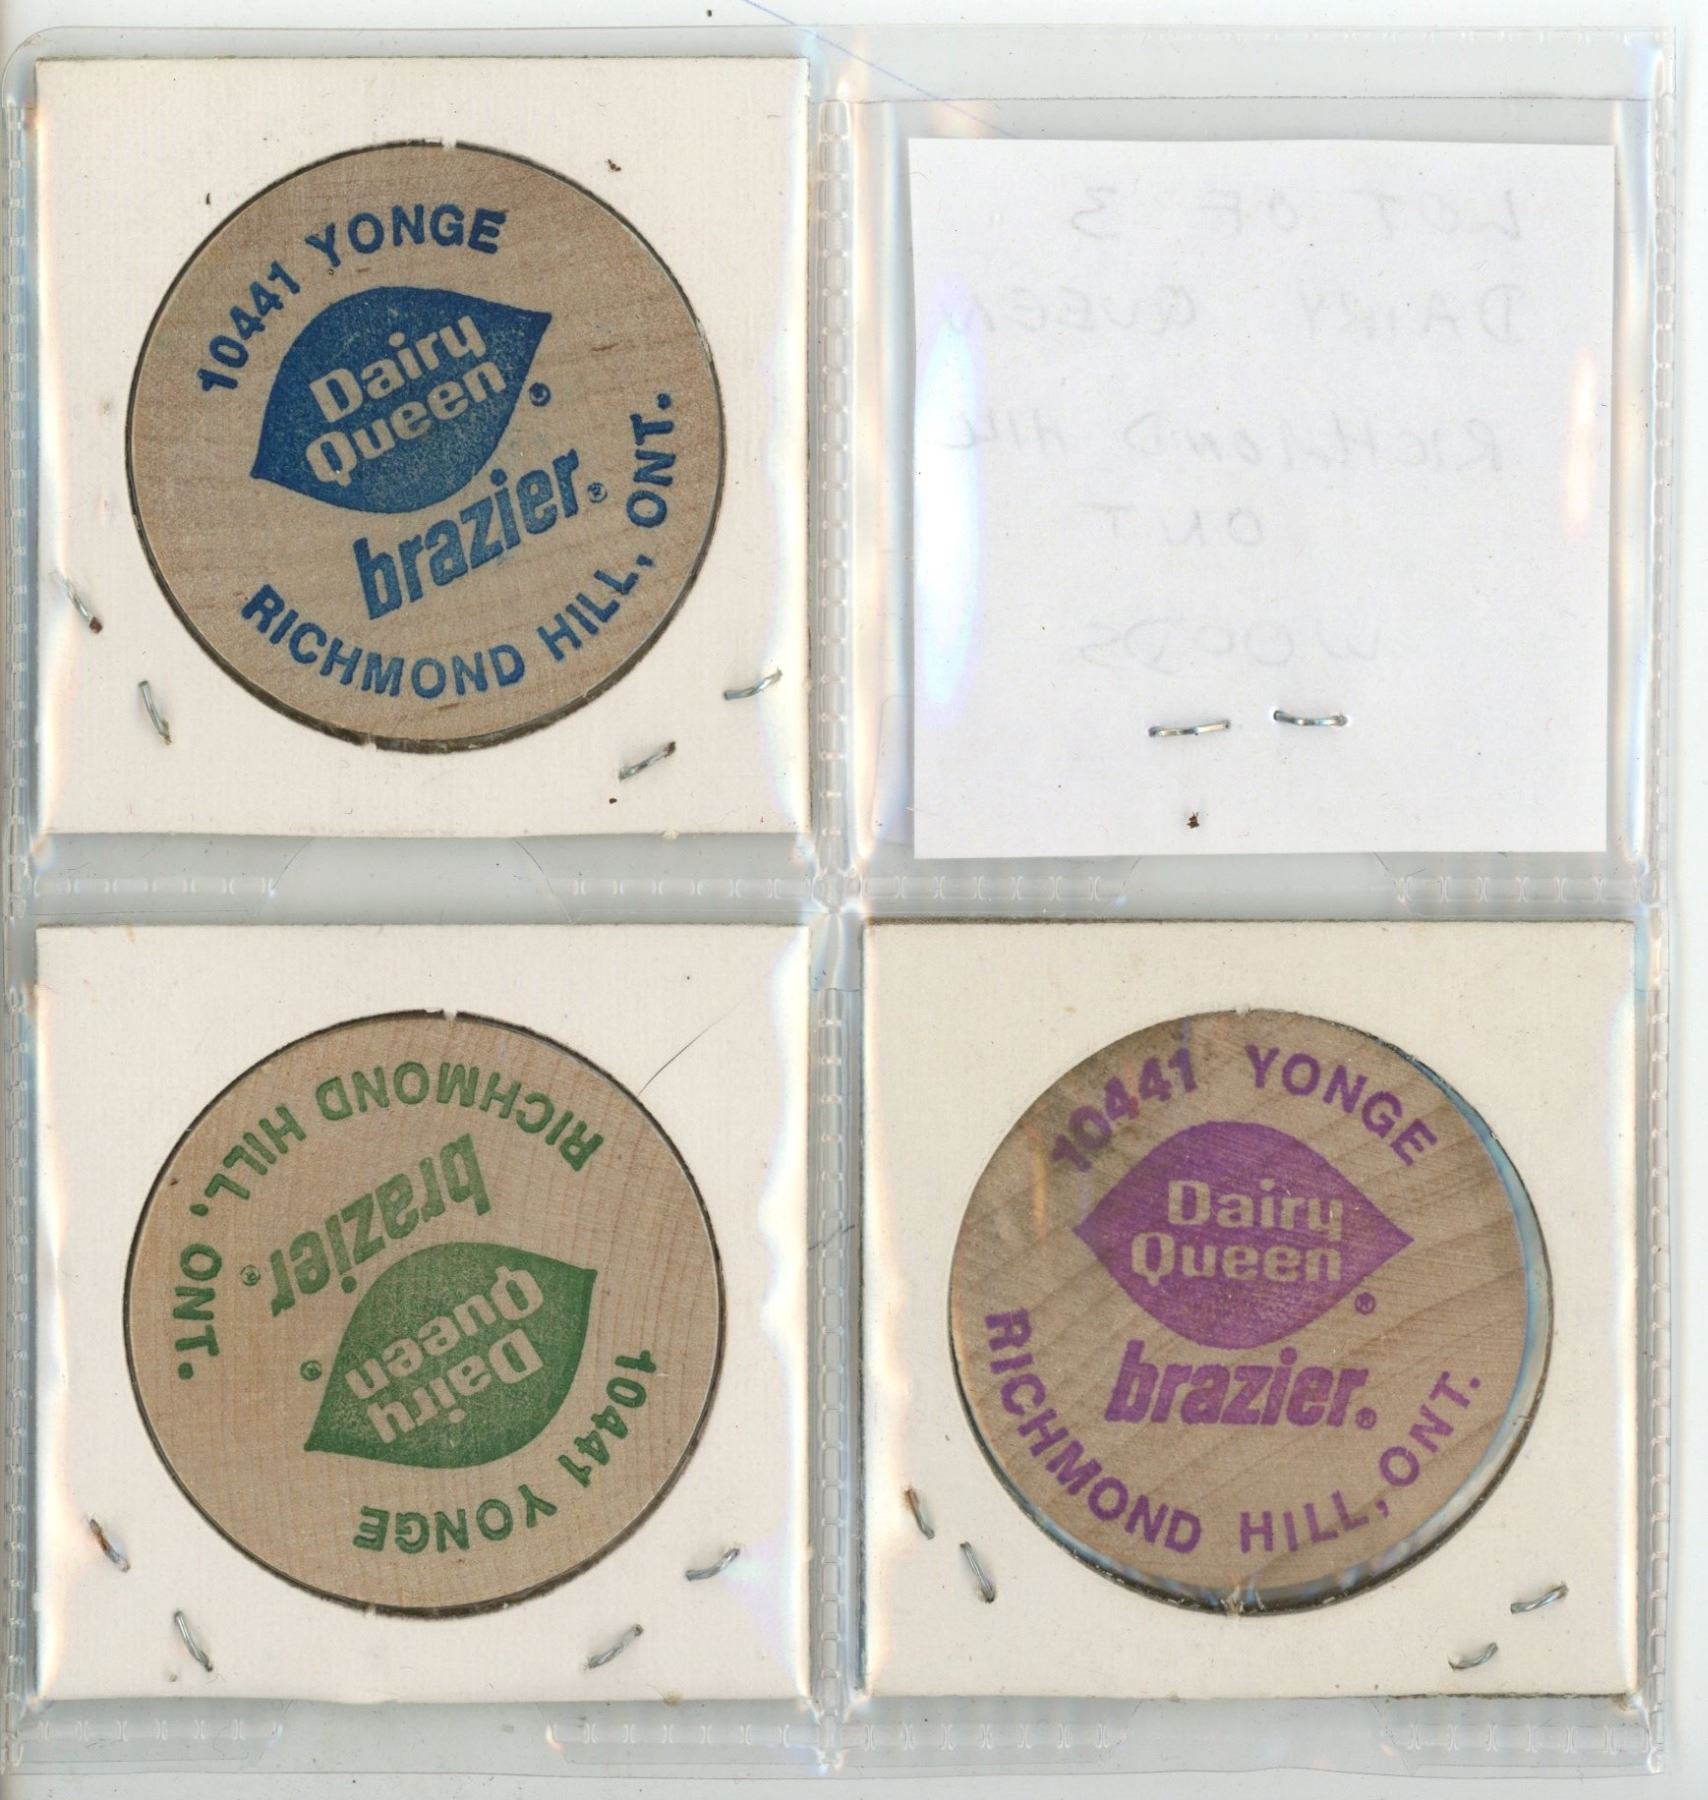 10441 YONGE
Dairy
Queen®
brazier.®
RICHMOND HILL, ONT.
LOT OF 3
DAIRY QUEEN
RICHMOND HILL
ONT
WOODS
10441 YONGE
Dairy
Queen®
brazier.®
RICHMOND HILL, ONT.
10441 YONGE
Dairy
Queen®
brazier.®
RICHMOND HILL, ONT.